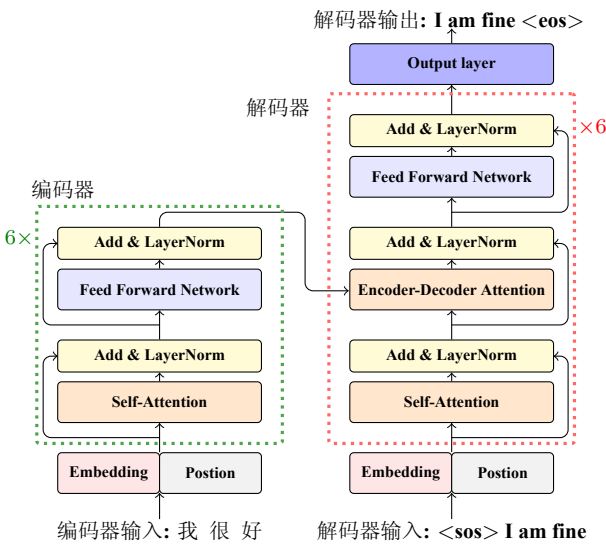 解码器输出: I am fine <eos>
Output layer
解码器
Add & LayerNorm
×6
Feed Forward Network
编码器
6×
Add & LayerNorm
Add & LayerNorm
Feed Forward Network
Encoder-Decoder Attention
Add & LayerNorm
Add & LayerNorm
Self-Attention
Self-Attention
Embedding
Postion
Embedding
Postion
编码器输入: 我 很 好
解码器输入: <sos> I am fine